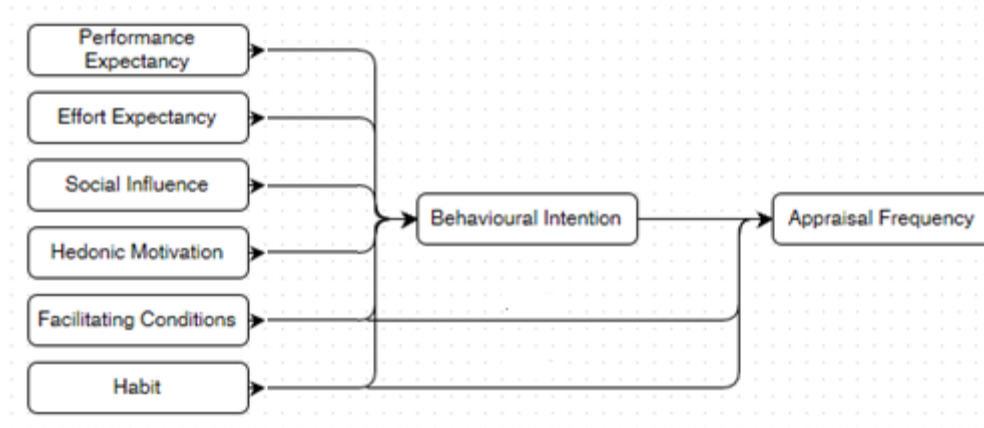 Performance
Expectancy
Effort Expectancy
Social Influence
Hedonic Motivation
Facilitating Conditions
Habit
Behavioural Intention
Appraisal Frequency